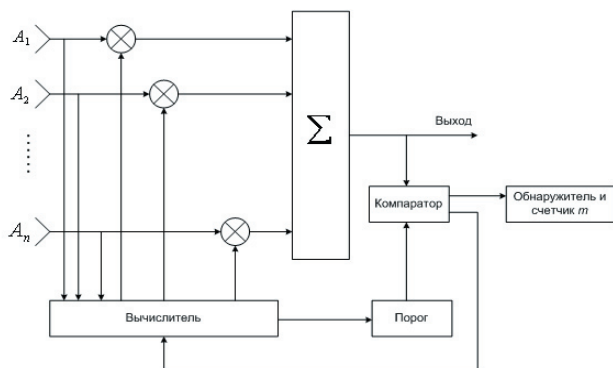 A1
A2
......
An
Σ
Выход
Компаратор
Обнаружитель и
счетчик m
Вычислитель
Порог